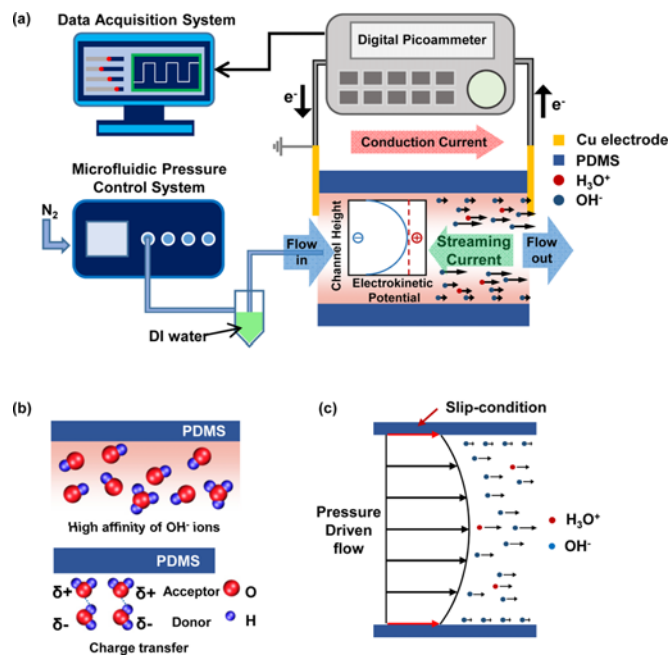 (a)
Data Acquisition System
Digital Picoammeter
e-
e-
Conduction Current
Cu electrode
PDMS
H₃O⁺
OH⁻
Microfluidic Pressure
Control System
N₂
DI water
Flow
in
Channel Height
Electrokinetic
Potential
Streaming
Current
Flow
out
(b)
PDMS
High affinity of OH⁻ ions
PDMS
δ+
δ+
Acceptor
O
δ-
δ-
Donor
H
Charge transfer
(c)
Slip-condition
Pressure
Driven
flow
H₃O⁺
OH⁻